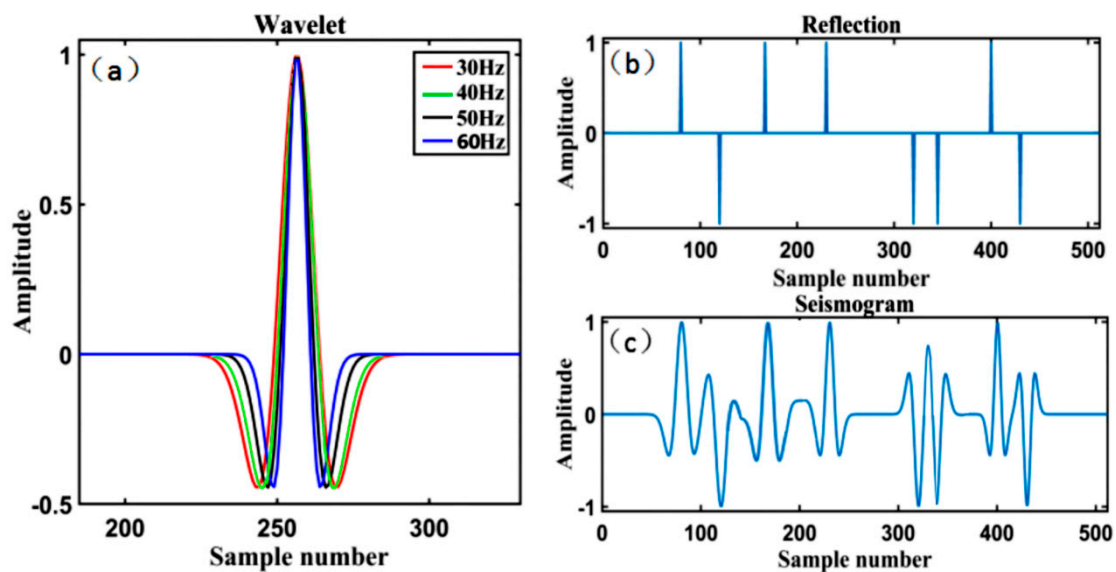 Wavelet
（a）
30Hz
40Hz
50Hz
60Hz
1
0.5
0
-0.5
Amplitude
200 250 300
Sample number
Reflection
（b）
1
0
-1
Amplitude
0 100 200 300 400 500
Sample number
Seismogram
（c）
1
0
-1
Amplitude
0 100 200 300 400 500
Sample number